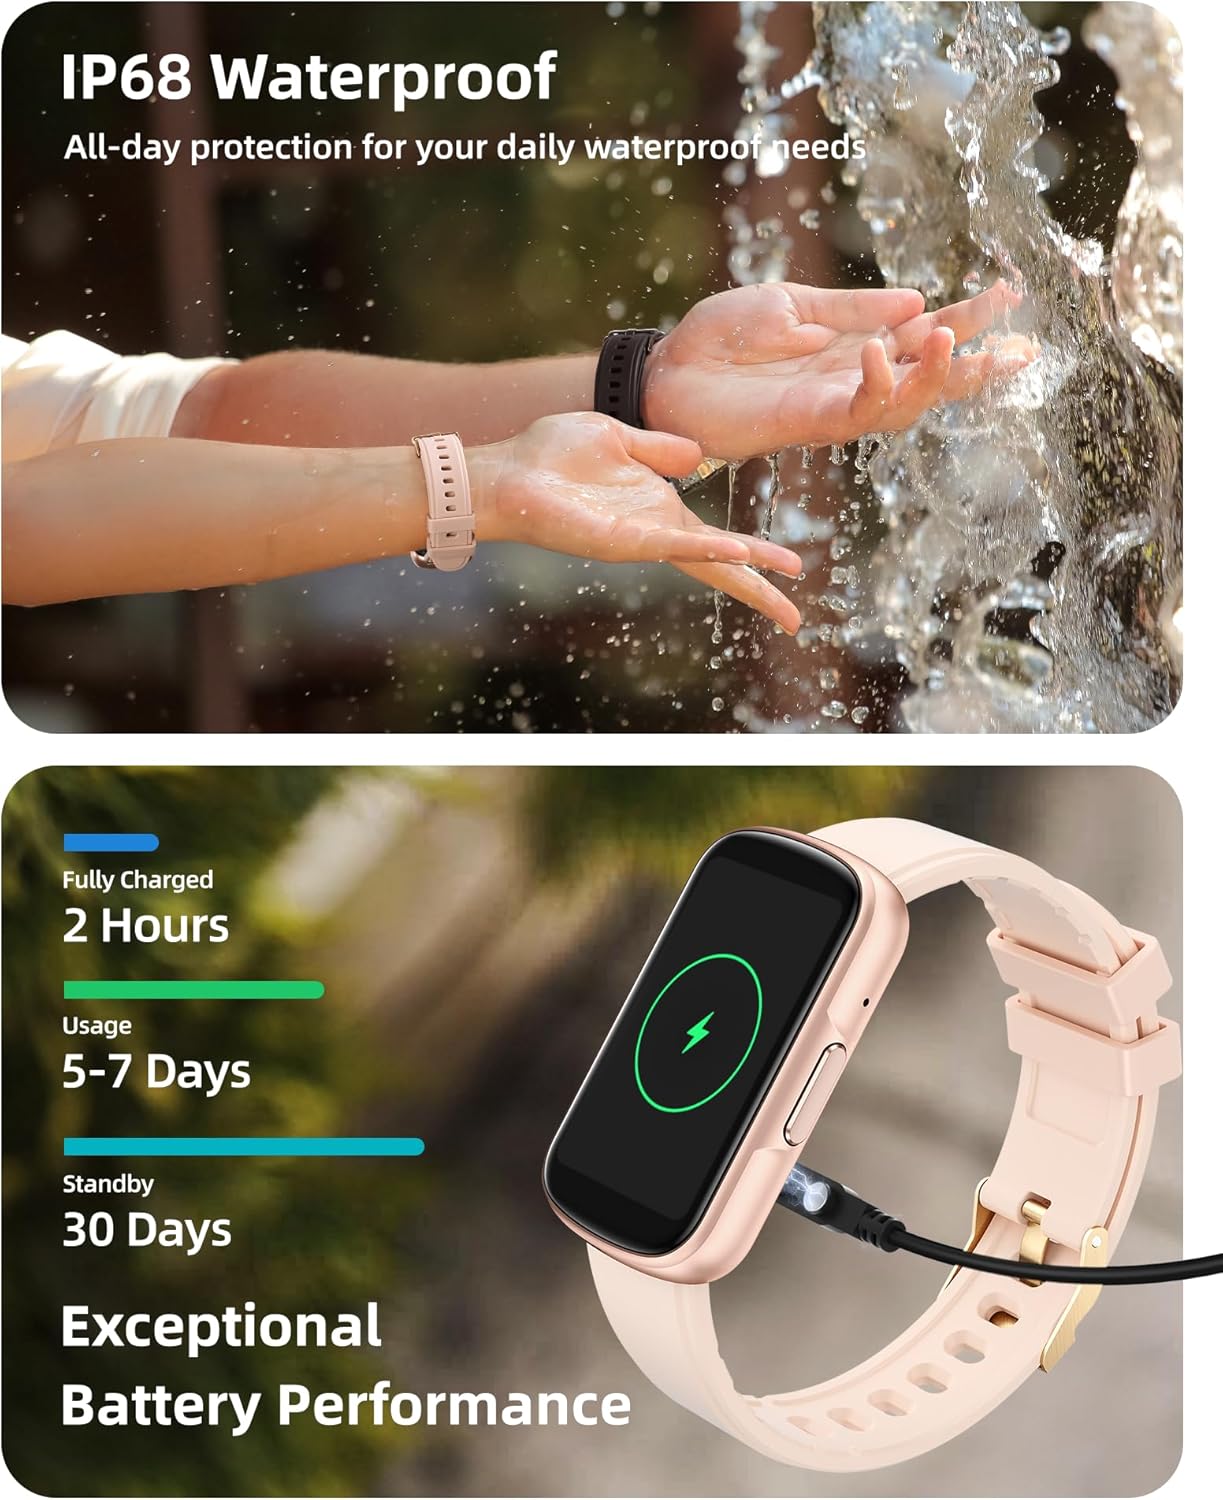 IP68 Waterproof
All-day protection for your daily waterproof needs
Fully Charged
2 Hours
Usage
5-7 Days
Standby
30 Days
Exceptional
Battery Performance